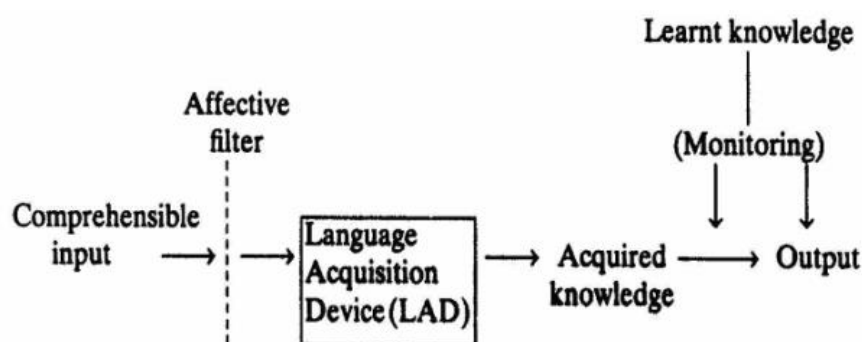 Learnt knowledge
Affective
filter
(Monitoring)
Comprehensible
input
Language
Acquisition
Device (LAD)
Acquired
knowledge
Output